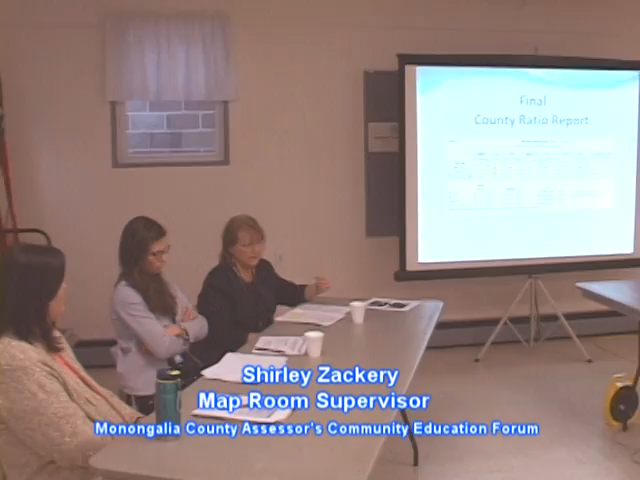 Final
County Ratio Report
Shirley Zackery
Map Room Supervisor
Monongalia County Assessor's Community Education Forum